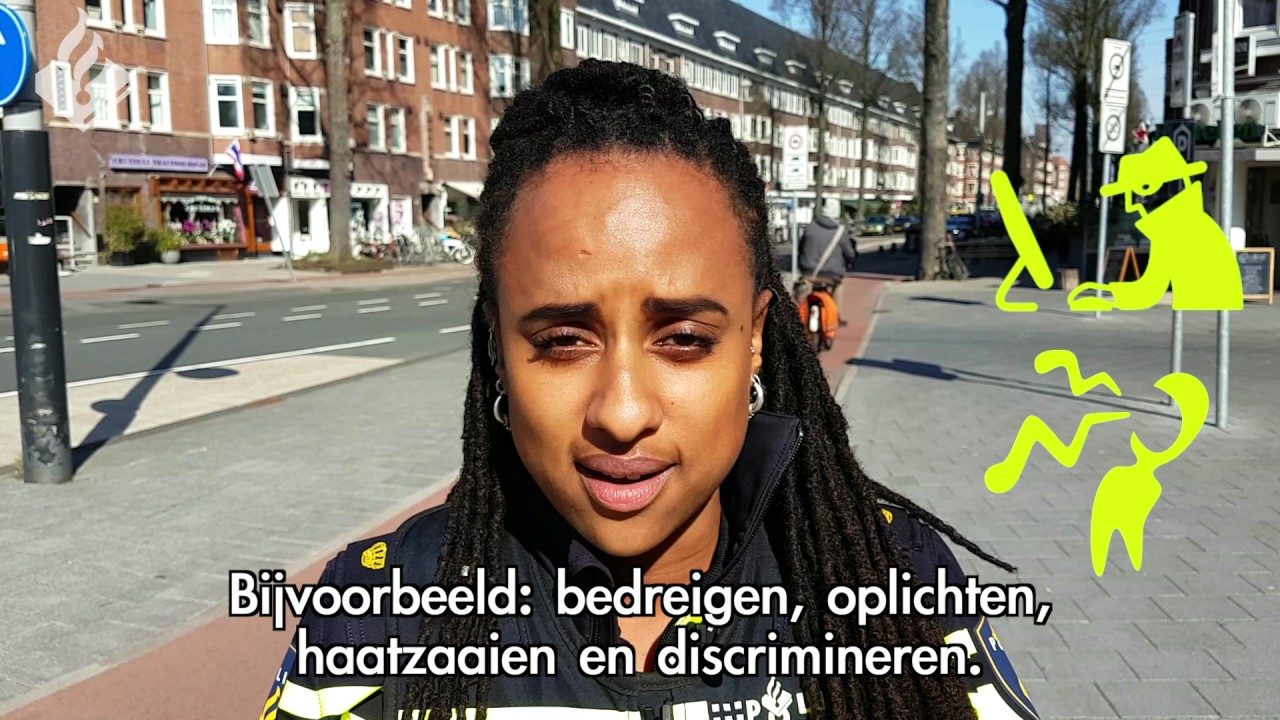 Bijvoorbeeld: bedreigen, oplichten,
haatzaaien en discrimineren.